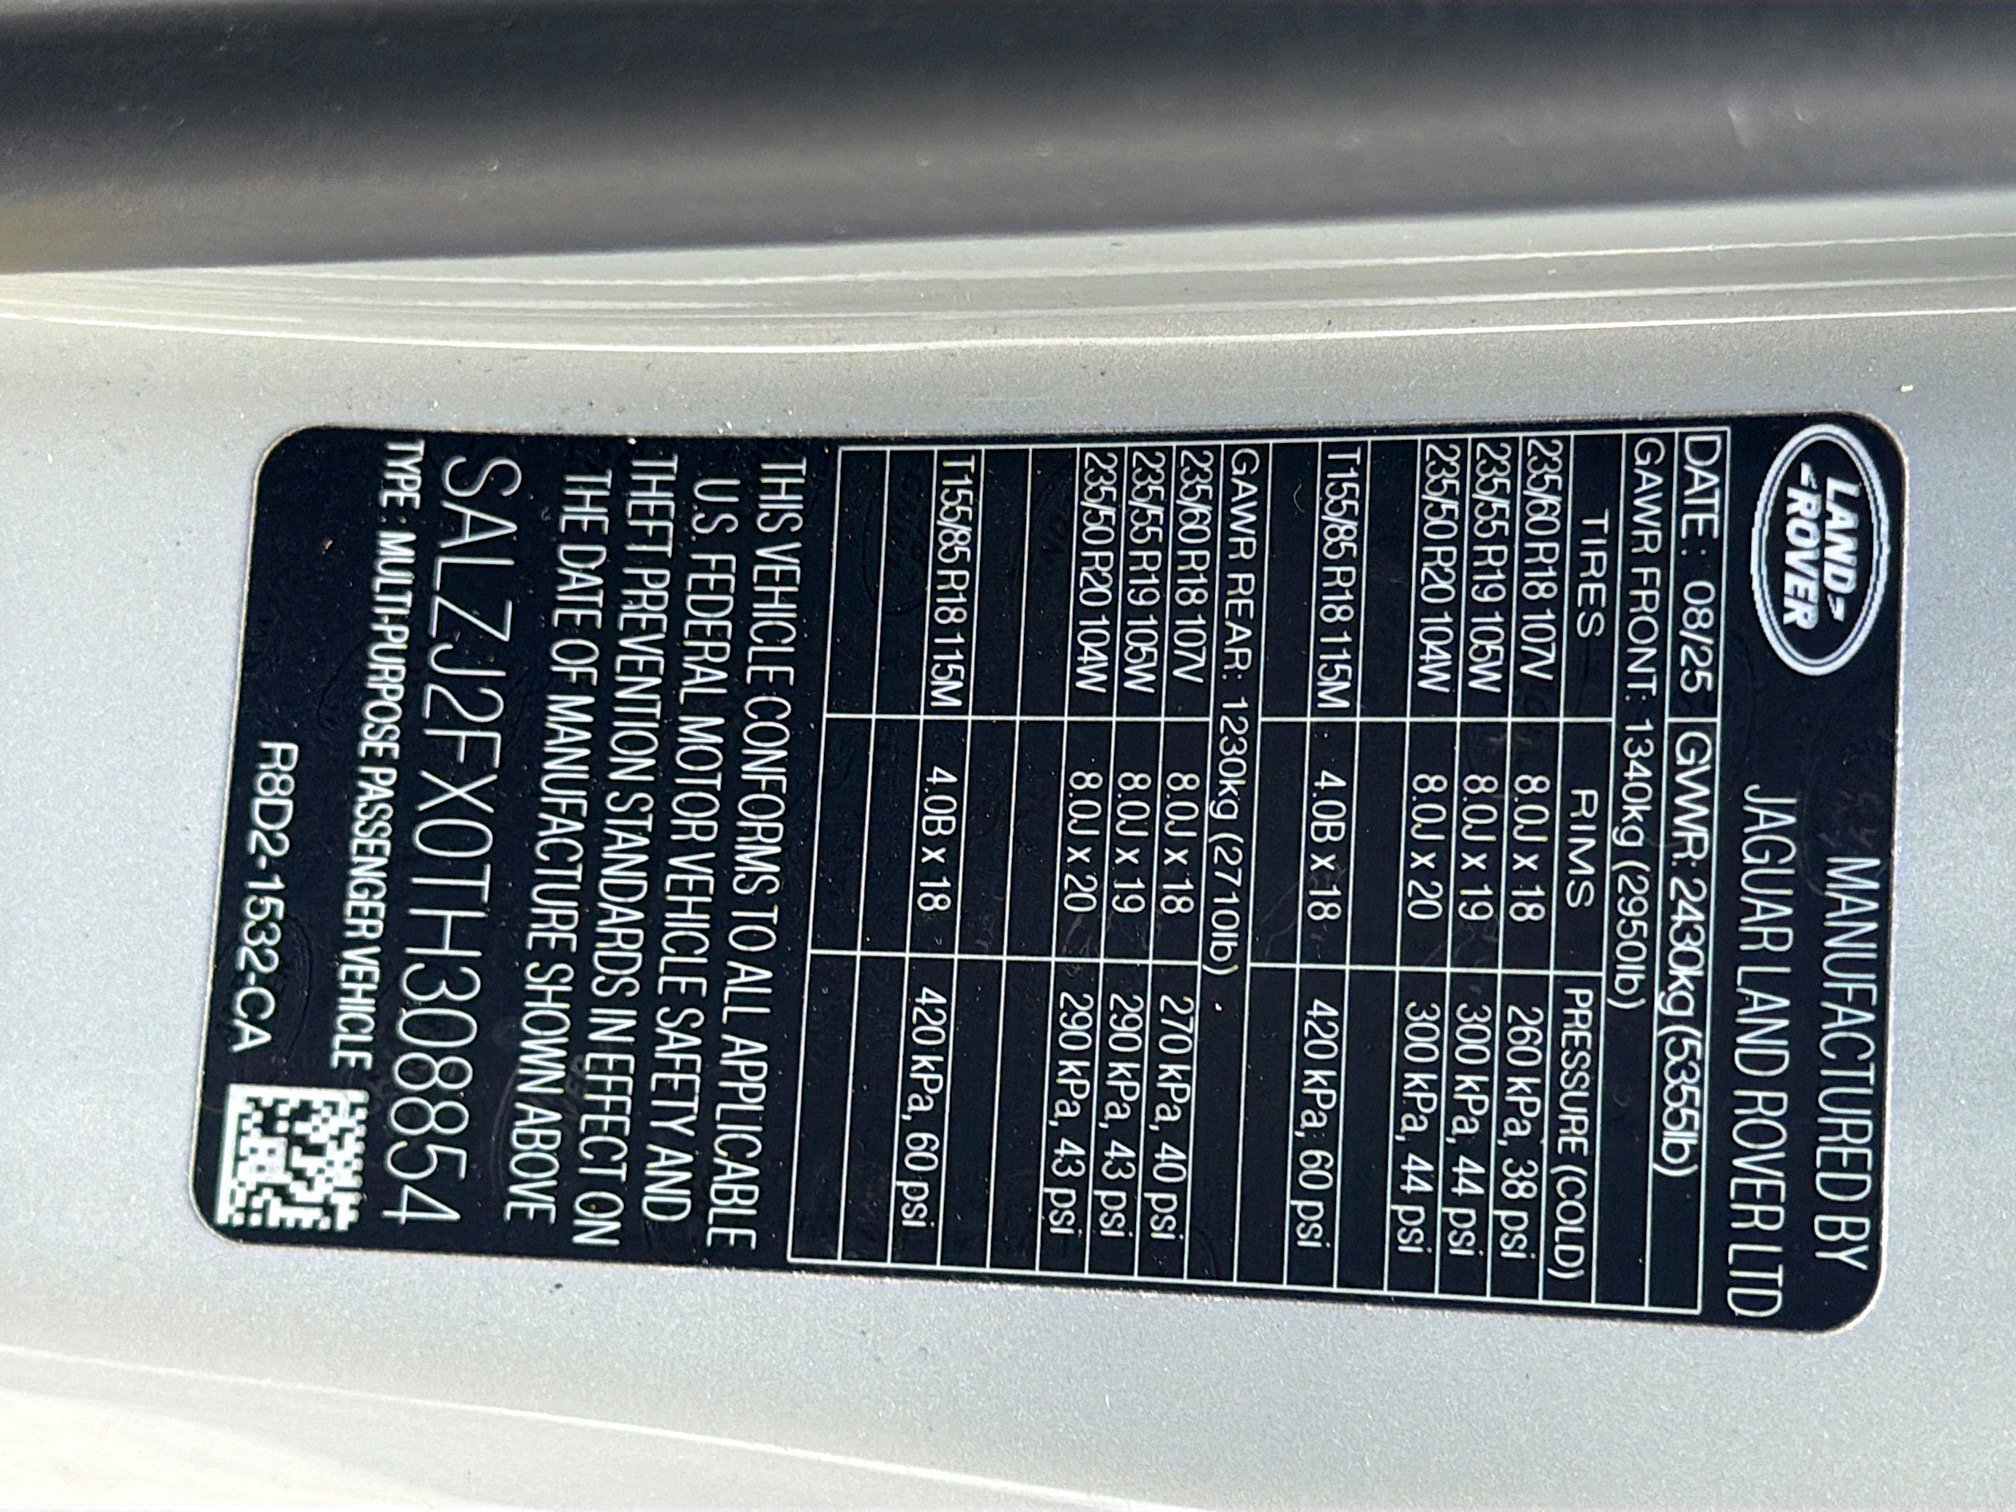 LAND
ROVER
MANUFACTURED BY
JAGUAR LAND ROVER LTD
DATE : 08/25 GWWR: 2430kg (5355lb)
GAWR FRONT: 1340kg (2950lb)
TIRES RIMS PRESSURE (COLD)
235/60 R18 107V 8.0J x 18 260 kPa, 38 psi
235/55 R19 105W 8.0J x 19 300 kPa, 44 psi
235/50 R20 104W 8.0J x 20 300 kPa, 44 psi
T155/85 R18 115M 4.0B x 18 420 kPa, 60 psi
GAWR REAR: 1230kg (2710lb)
235/60 R18 107V 8.0J x 18 270 kPa, 40 psi
235/55 R19 105W 8.0J x 19 290 kPa, 43 psi
235/50 R20 104W 8.0J x 20 290 kPa, 43 psi
T155/85 R18 115M 4.0B x 18 420 kPa, 60 psi
THIS VEHICLE CONFORMS TO ALL APPLICABLE
U.S. FEDERAL MOTOR VEHICLE SAFETY AND
THEFT PREVENTION STANDARDS IN EFFECT ON
THE DATE OF MANUFACTURE SHOWN ABOVE
SALZJ2FX0TH308854
TYPE : MULTI-PURPOSE PASSENGER VEHICLE
R8D2-1532-CA